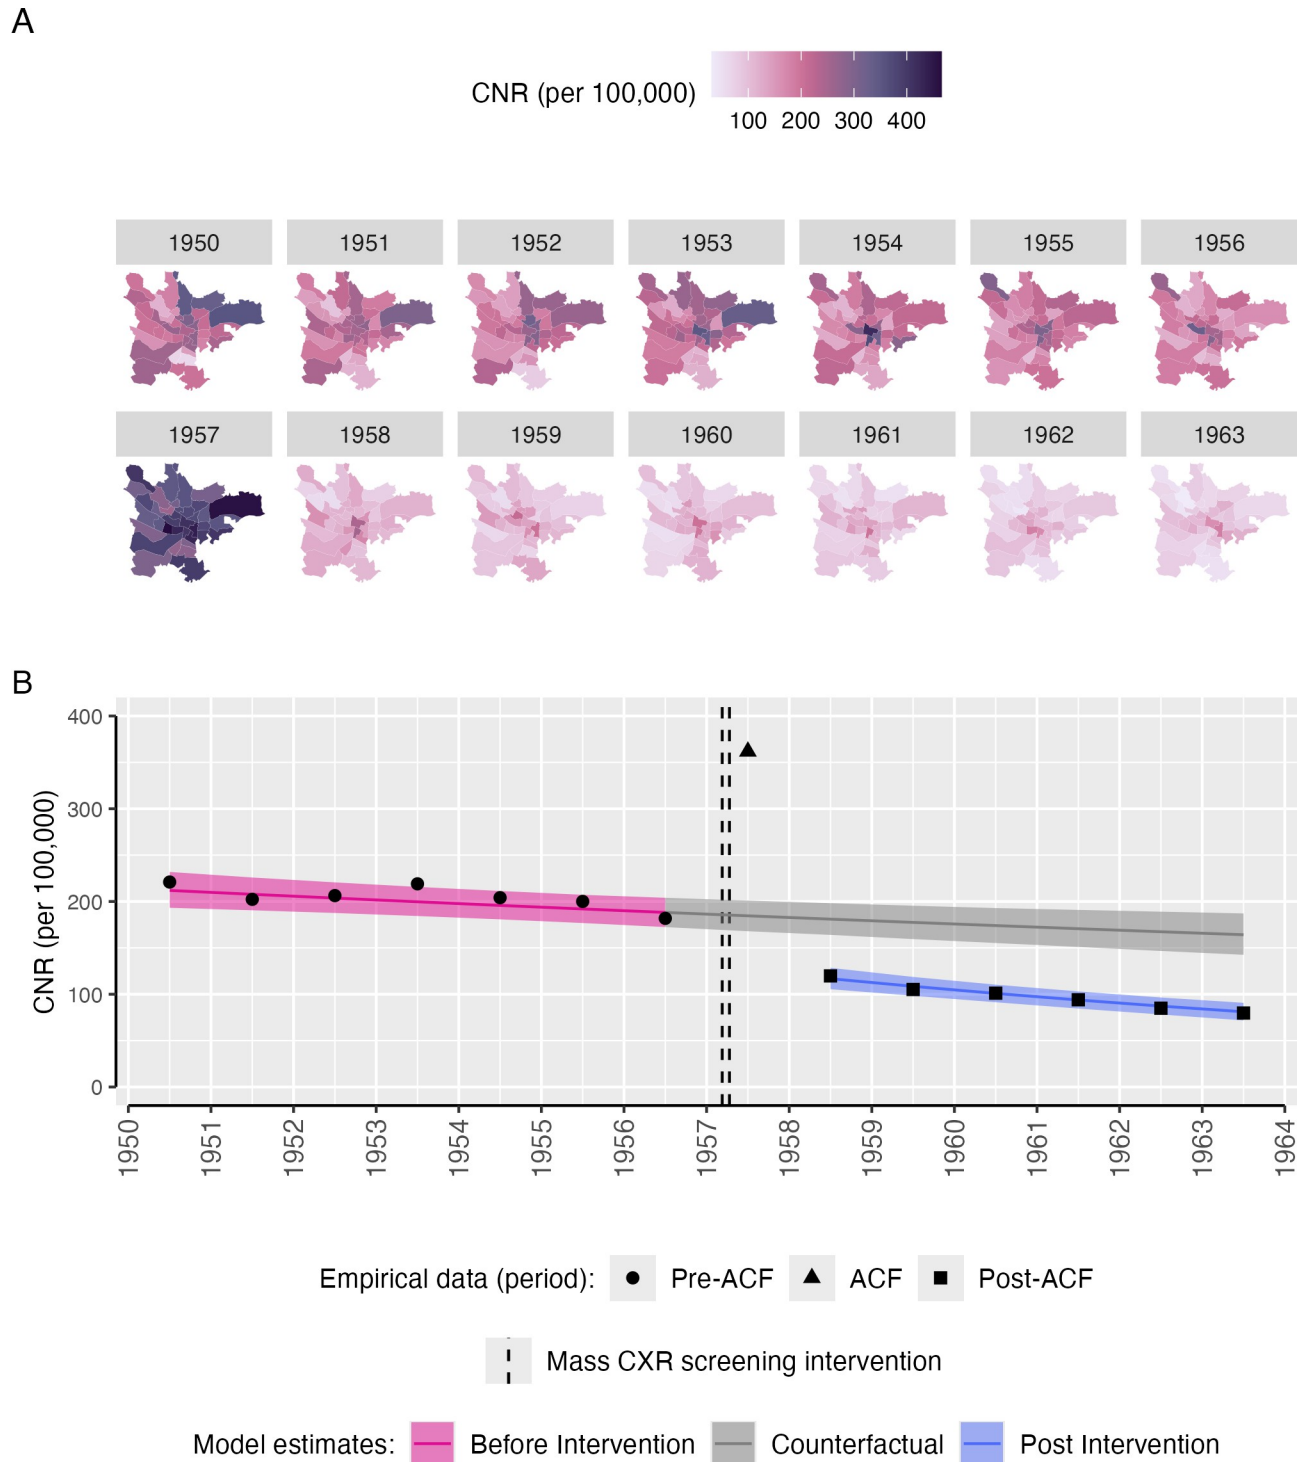 A
CNR (per 100,000)
100 200 300 400
1950 1951 1952 1953 1954 1955 1956
1957 1958 1959 1960 1961 1962 1963
B
CNR (per 100,000)
400
300
200
100
0
1950 1951 1952 1953 1954 1955 1956 1957 1958 1959 1960 1961 1962 1963 1964
Empirical data (period): Pre-ACF ACF Post-ACF
Mass CXR screening intervention
Model estimates: Before Intervention Counterfactual Post Intervention